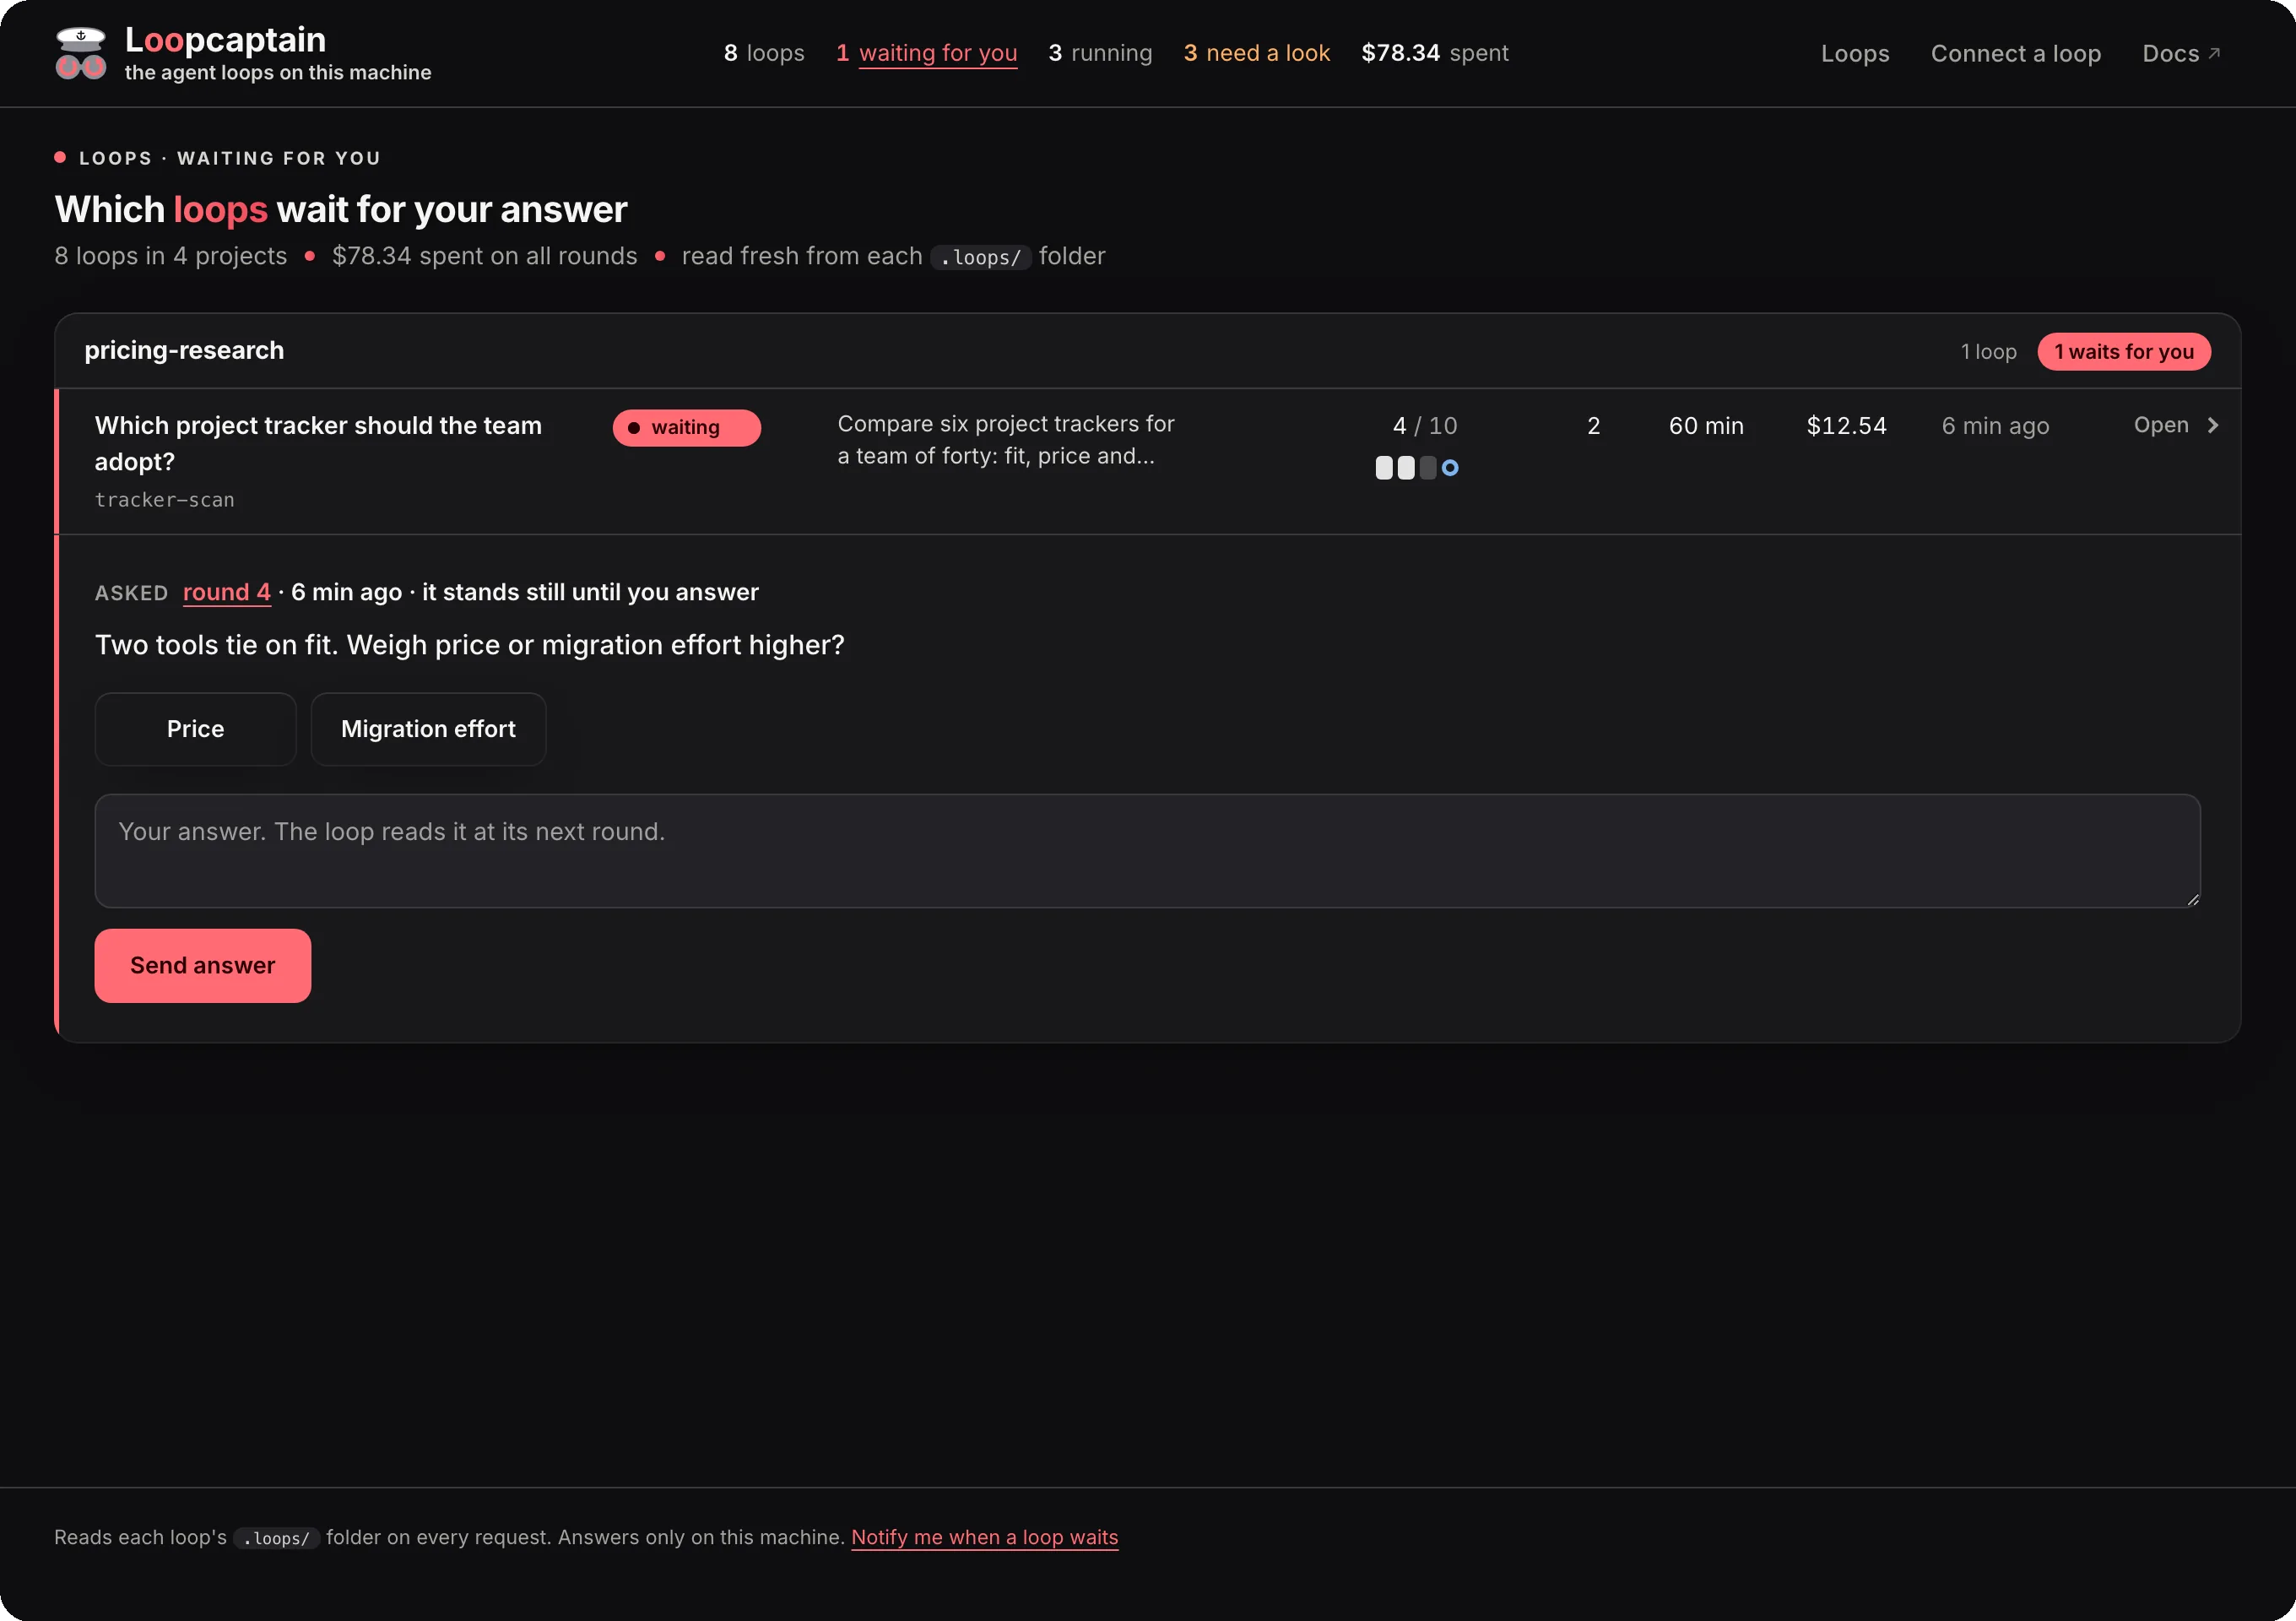 Loopcaptain
the agent loops on this machine
8 loops 1 waiting for you 3 running 3 need a look $78.34 spent
Loops Connect a loop Docs ↗
LOOPS · WAITING FOR YOU
Which loops wait for your answer
8 loops in 4 projects • $78.34 spent on all rounds • read fresh from each .loops/ folder
pricing-research
1 loop 1 waits for you
Which project tracker should the team
adopt?
tracker-scan
waiting
Compare six project trackers for
a team of forty: fit, price and...
4 / 10
2
60 min
$12.54
6 min ago
Open
ASKED round 4 · 6 min ago · it stands still until you answer
Two tools tie on fit. Weigh price or migration effort higher?
Price
Migration effort
Your answer. The loop reads it at its next round.
Send answer
Reads each loop's .loops/ folder on every request. Answers only on this machine. Notify me when a loop waits